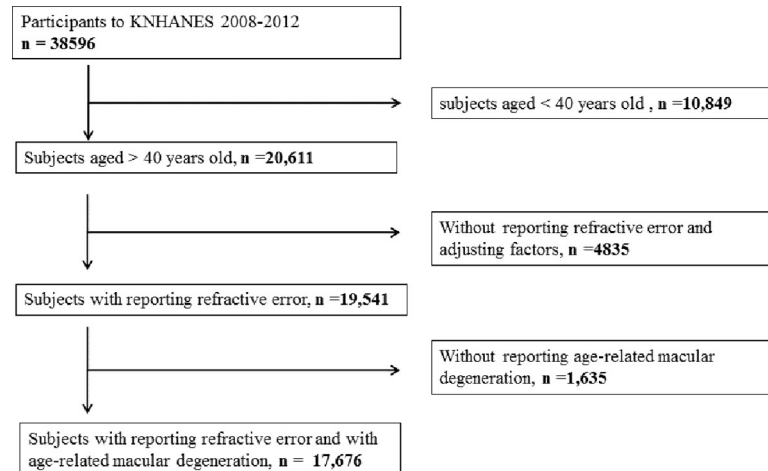 Participants to KNHANES 2008-2012
n = 38596
subjects aged < 40 years old , n =10,849
Subjects aged > 40 years old, n =20,611
Without reporting refractive error and
adjusting factors, n =4835
Subjects with reporting refractive error, n =19,541
Without reporting age-related macular
degeneration, n =1,635
Subjects with reporting refractive error and with
age-related macular degeneration, n = 17,676